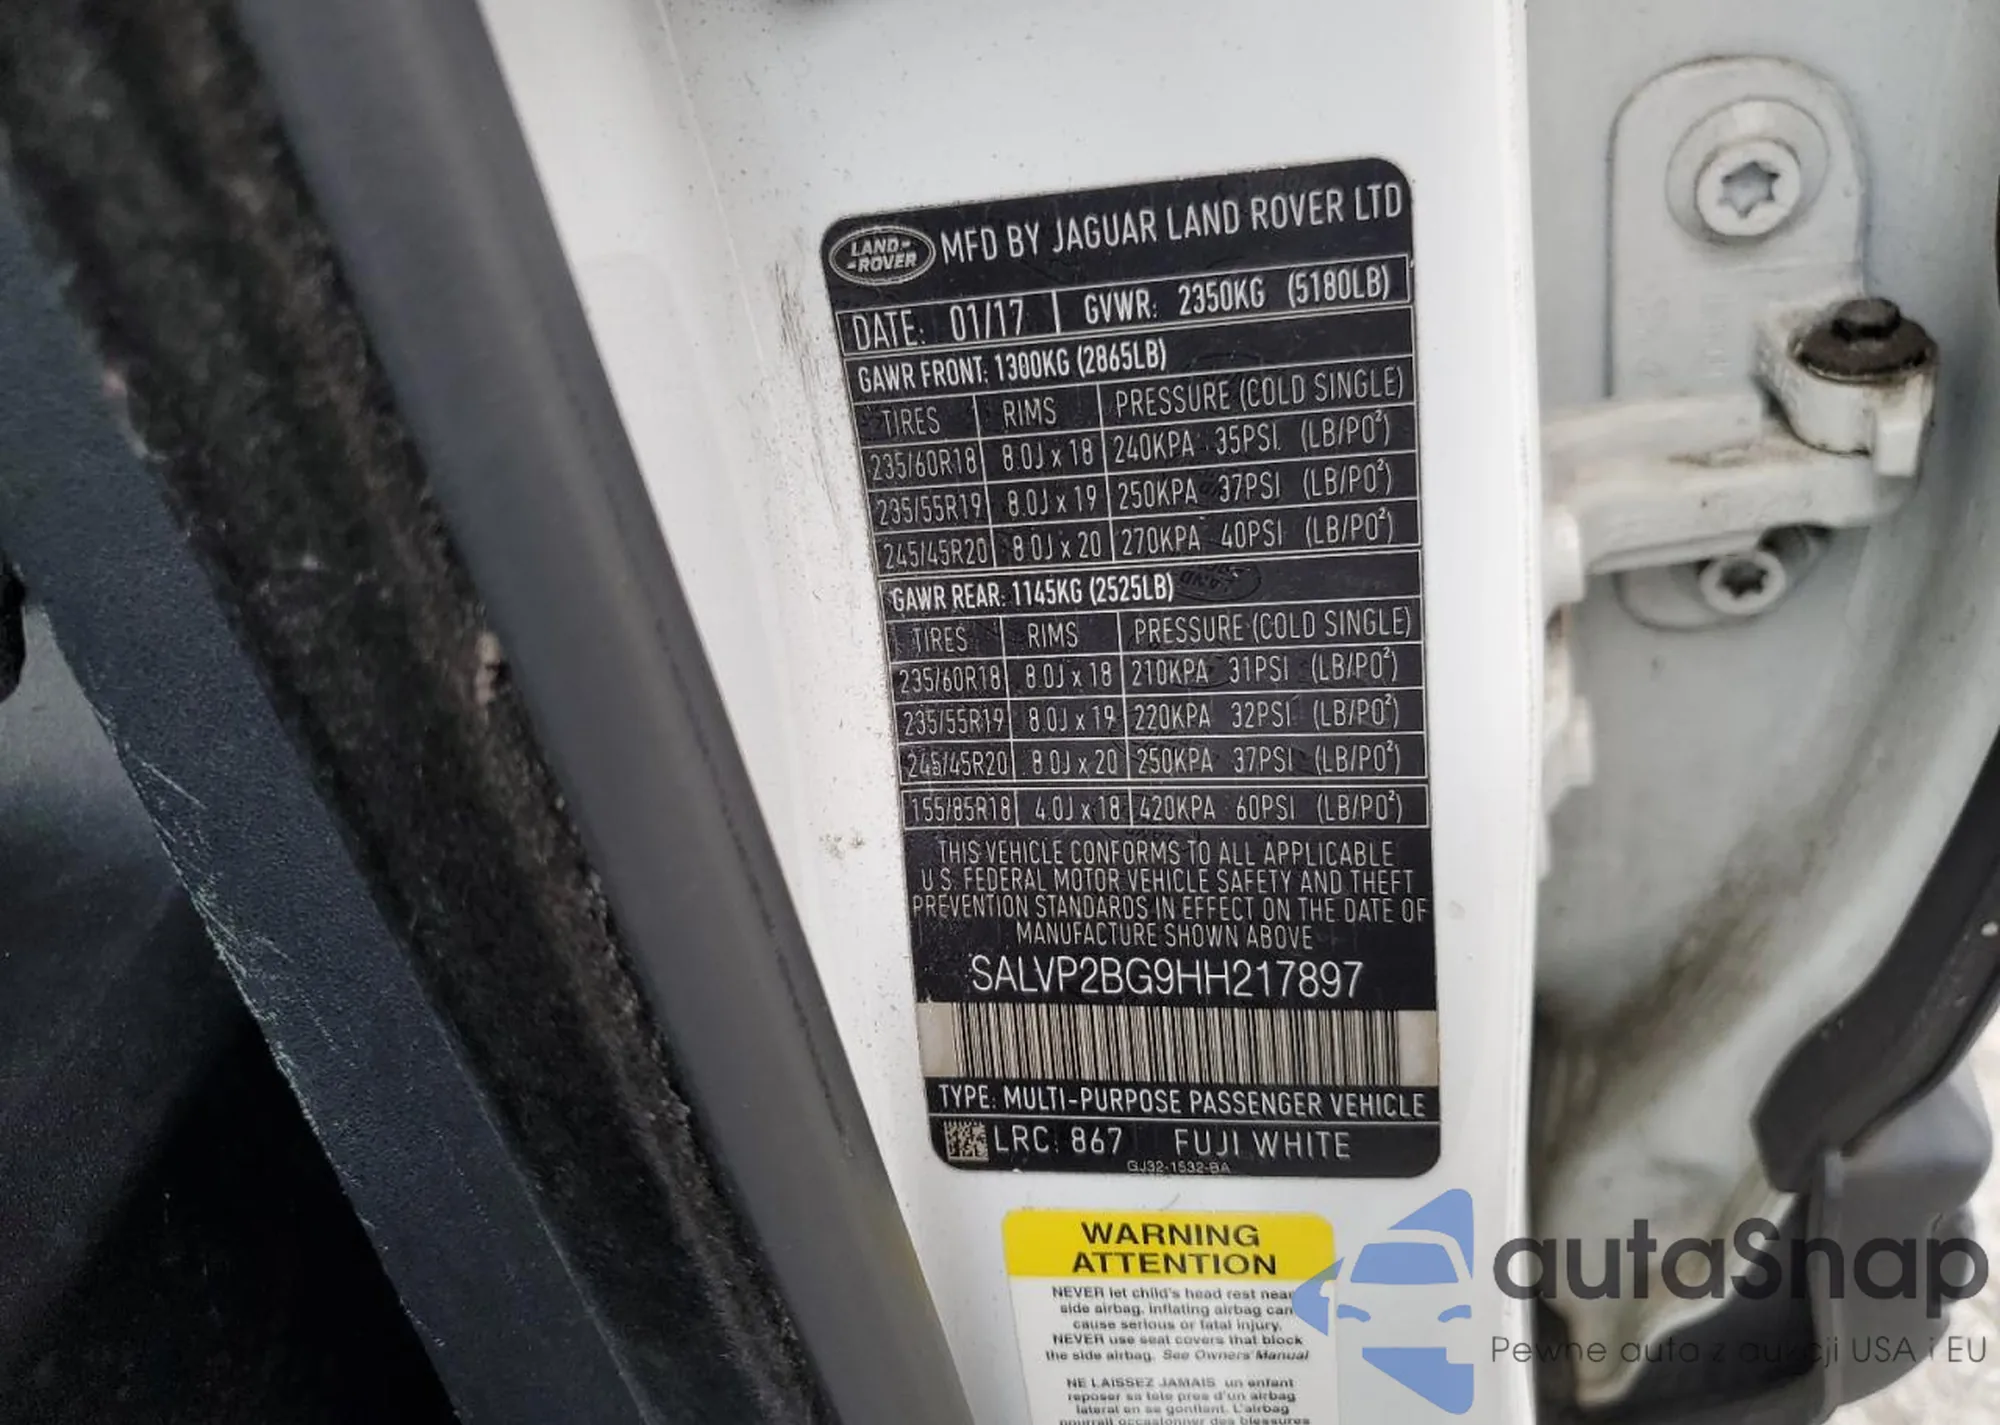 LAND-
-ROVER
MFD BY JAGUAR LAND ROVER LTD
DATE: 01/17 GVWR: 2350KG (5180LB)
GAWR FRONT: 1300KG (2865LB)
TIRES RIMS PRESSURE (COLD SINGLE)
235/60R18 8.0J x 18 240KPA 35PSI (LB/PO²)
235/55R19 8.0J x 19 250KPA 37PSI (LB/PO²)
245/45R20 8.0J x 20 270KPA 40PSI (LB/PO²)
GAWR REAR: 1145KG (2525LB)
TIRES RIMS PRESSURE (COLD SINGLE)
235/60R18 8.0J x 18 210KPA 31PSI (LB/PO²)
235/55R19 8.0J x 19 220KPA 32PSI (LB/PO²)
245/45R20 8.0J x 20 250KPA 37PSI (LB/PO²)
155/85R18 4.0J x 18 420KPA 60PSI (LB/PO²)
THIS VEHICLE CONFORMS TO ALL APPLICABLE
U.S. FEDERAL MOTOR VEHICLE SAFETY AND THEFT
PREVENTION STANDARDS IN EFFECT ON THE DATE OF
MANUFACTURE SHOWN ABOVE
SALVP2BG9HH217897
TYPE: MULTI-PURPOSE PASSENGER VEHICLE
LRC: 867 FUJI WHITE
GJ32-1532-BA
WARNING
ATTENTION
NEVER let child's head rest near
side airbag, inflating airbag can
cause serious or fatal injury.
NEVER use seat covers that block
the side airbag. See Owners Manual
NE LAISSEZ JAMAIS un enfant
reposer sa tete pres d'un airbag
lateral en se gonflant. L'airbag
pourrait occasionner des blessures
autaSnap
Pewne auta z aukcji USA i EU